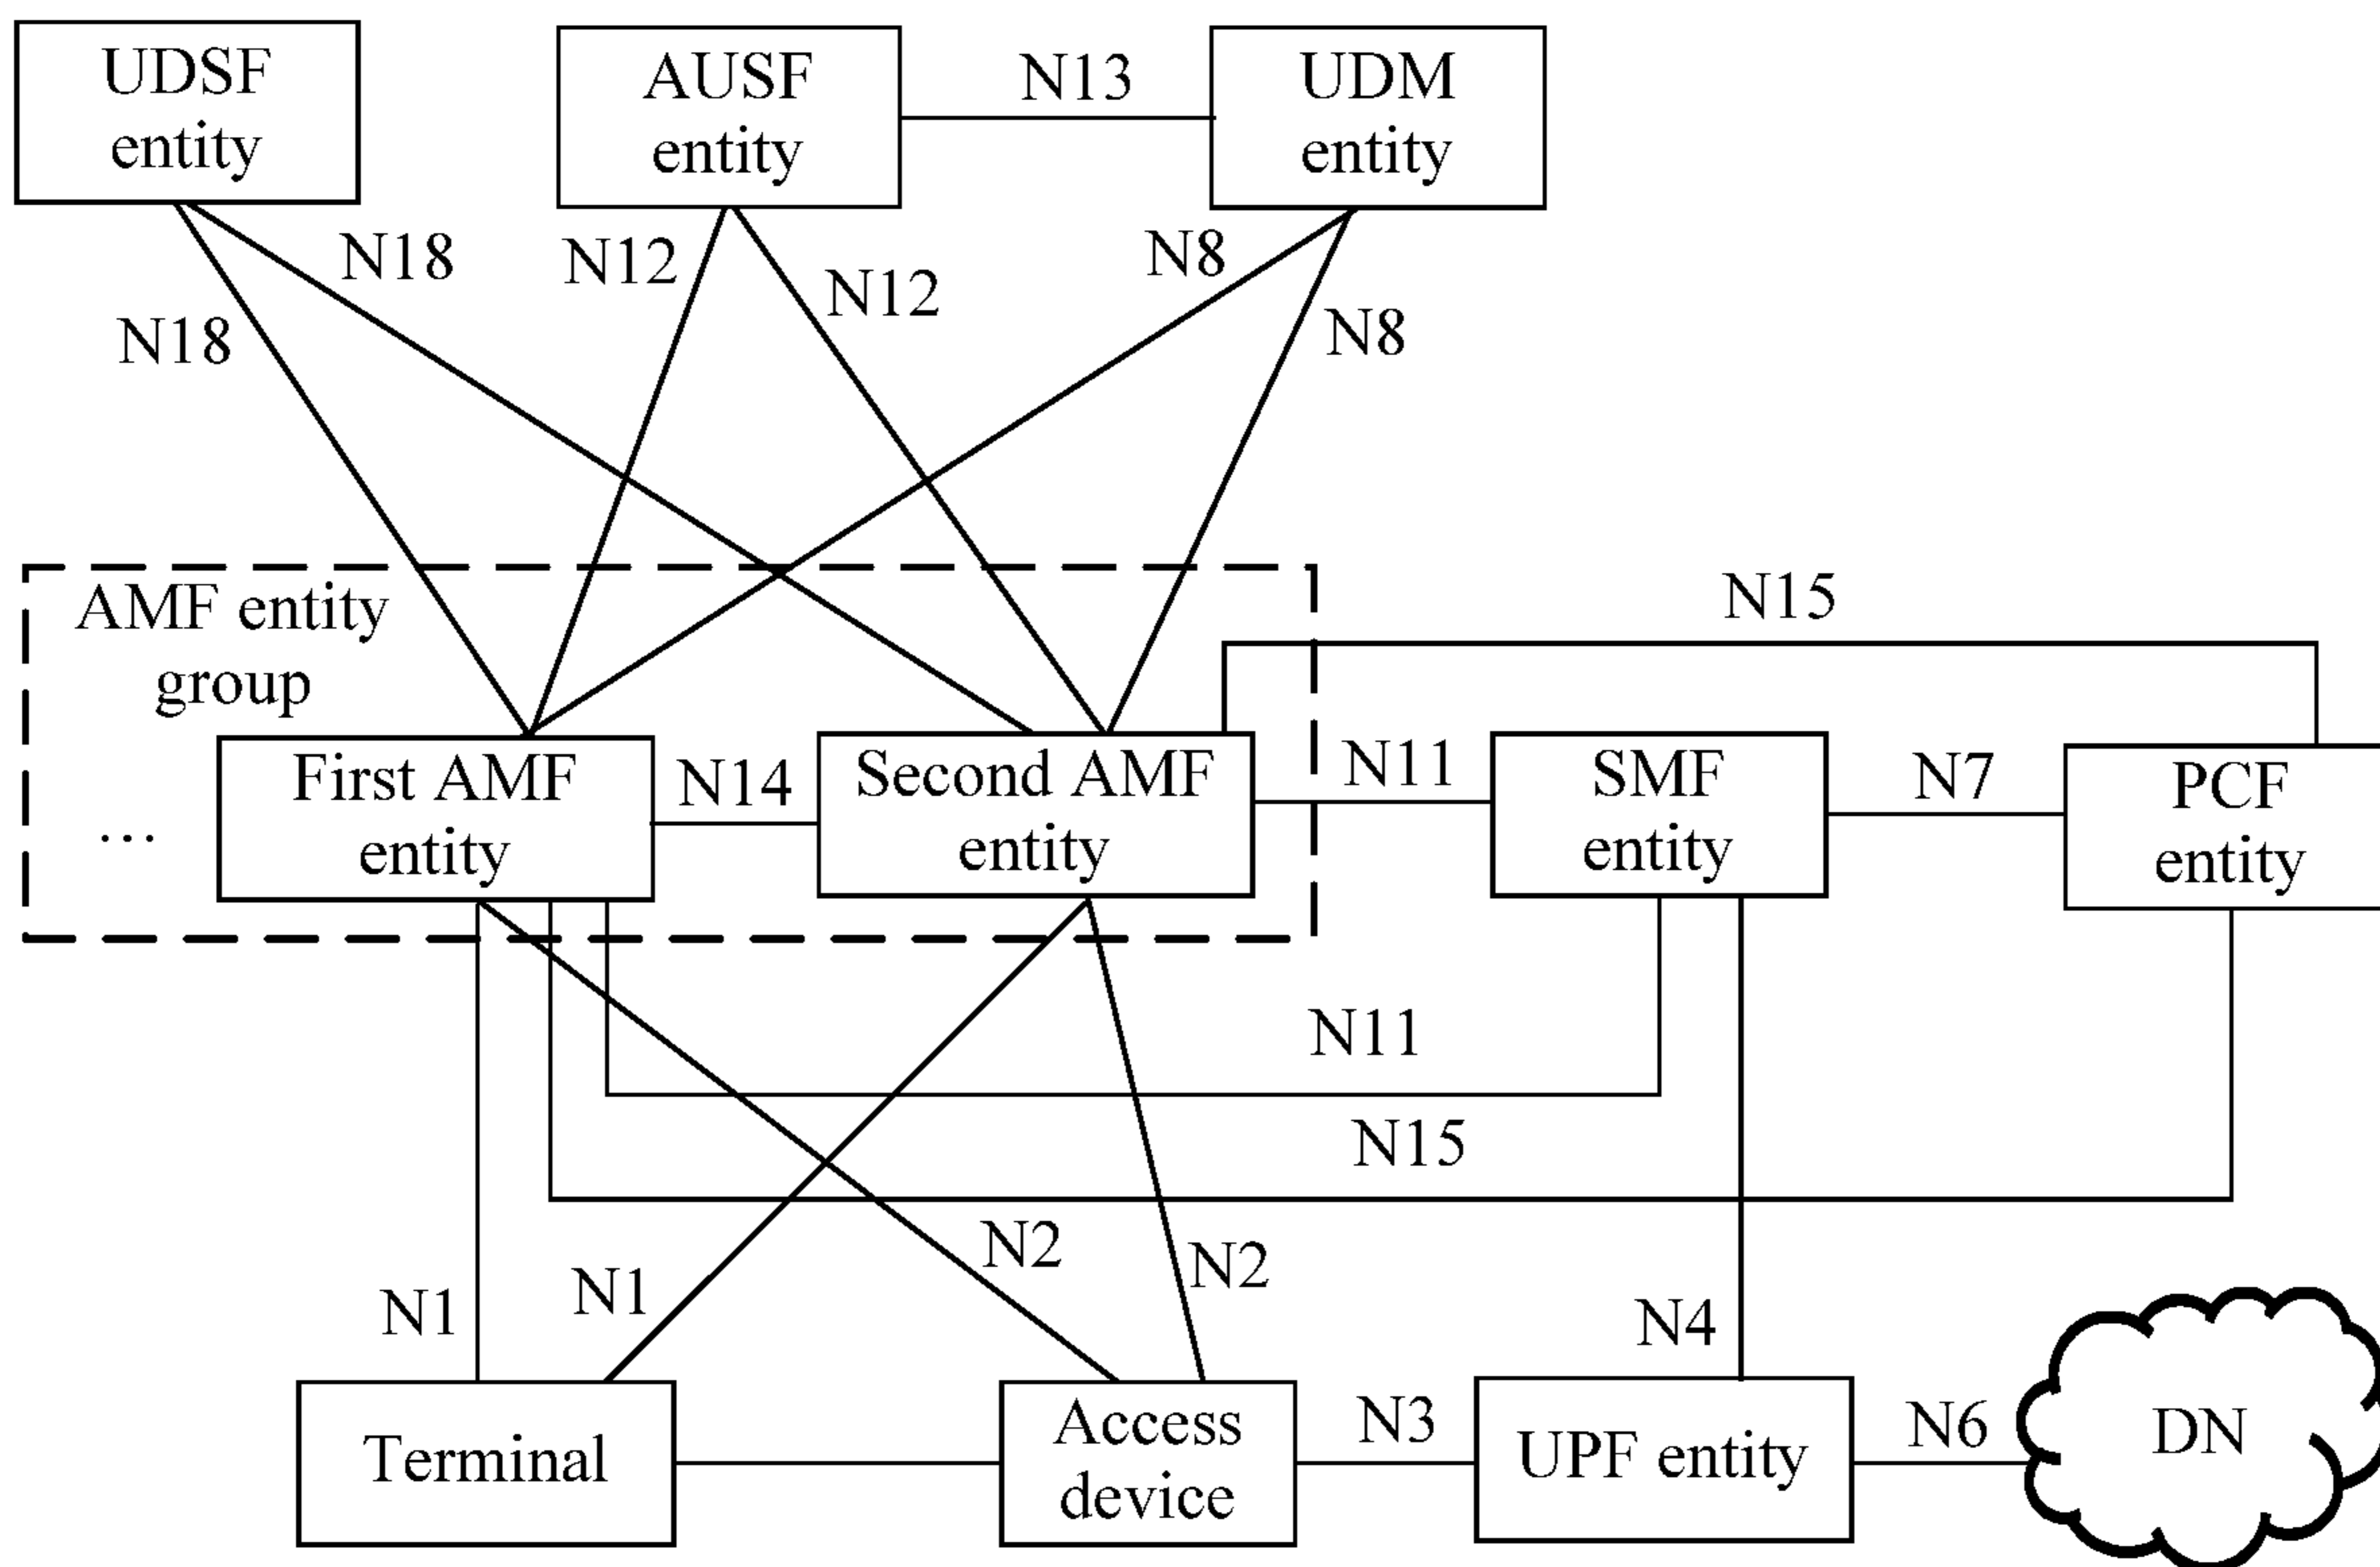 UDSF
entity
AUSF
entity
N13
UDM
entity
N18
N12
N8
N12
N18
N8
AMF entity
group
N15
First AMF
entity
N14
Second AMF
entity
N11
SMF
entity
N7
PCF
entity
...
N11
N15
N2
N2
N1
N1
N4
Terminal
Access
device
N3
UPF entity
N6
DN